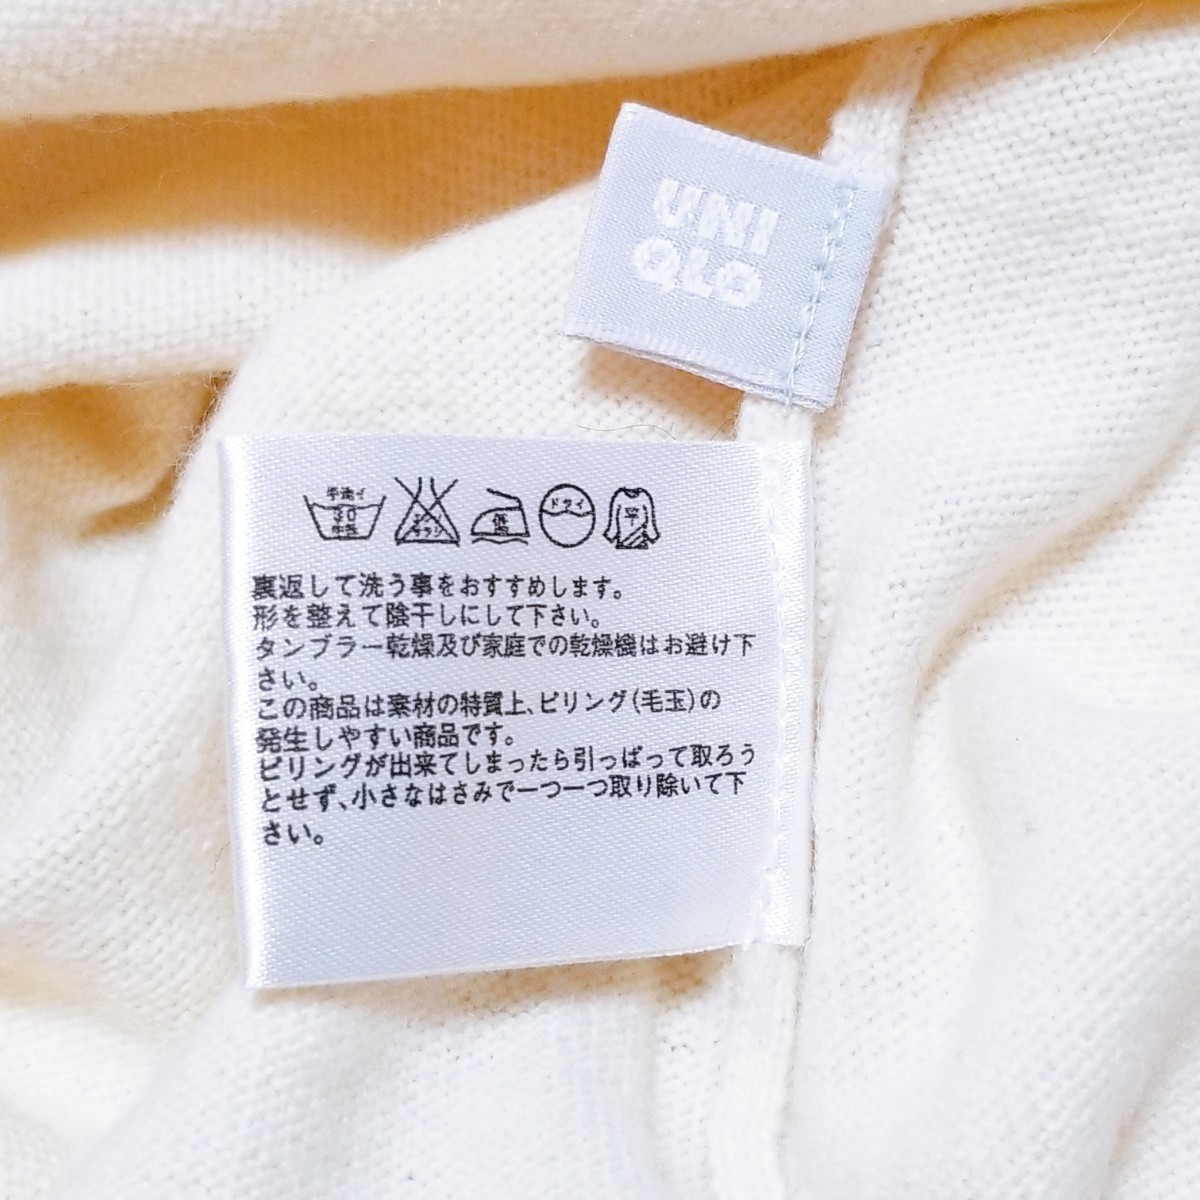 UNI
QLO
手洗イ
30
中性
エンソ
サラシ
低
ドライ
平
裏返して洗う事をおすすめします。
形を整えて陰干しにして下さい。
タンブラー乾燥及び家庭での乾燥機はお避け下
さい。
この商品は素材の特質上、ピリング(毛玉)の
発生しやすい商品です。
ピリングが出来てしまったら引っぱって取ろう
とせず、小さなはさみで一つ一つ取り除いて下
さい。